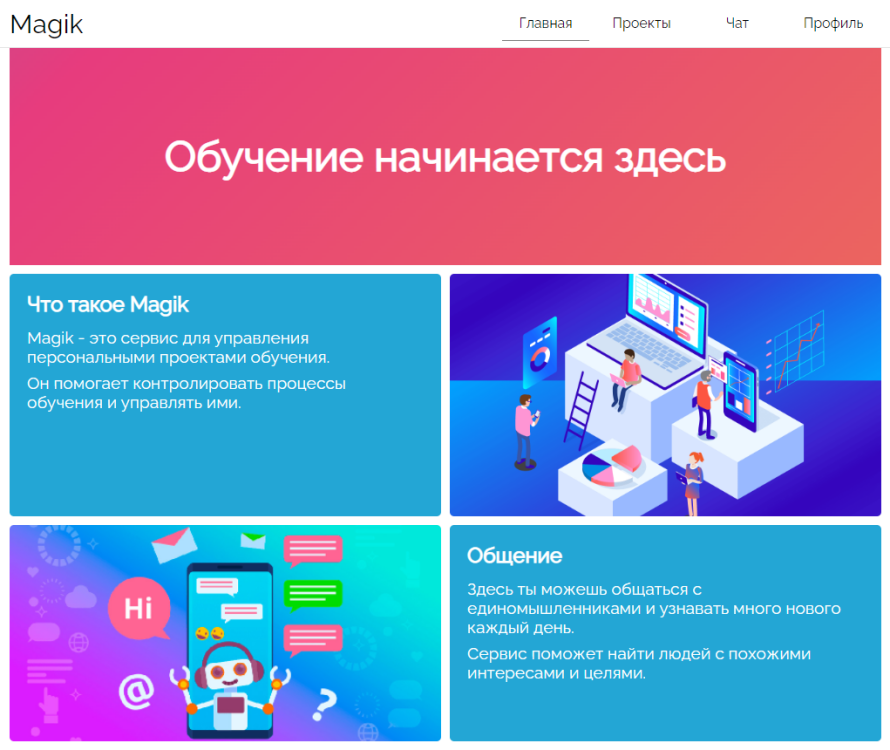 Magik
Главная Проекты Чат Профиль
Обучение начинается здесь
Что такое Magik
Magik - это сервис для управления
персональными проектами обучения.
Он помогает контролировать процессы
обучения и управлять ими.
Hi
@
?
Общение
Здесь ты можешь общаться с
единомышленниками и узнавать много нового
каждый день.
Сервис поможет найти людей с похожими
интересами и целями.